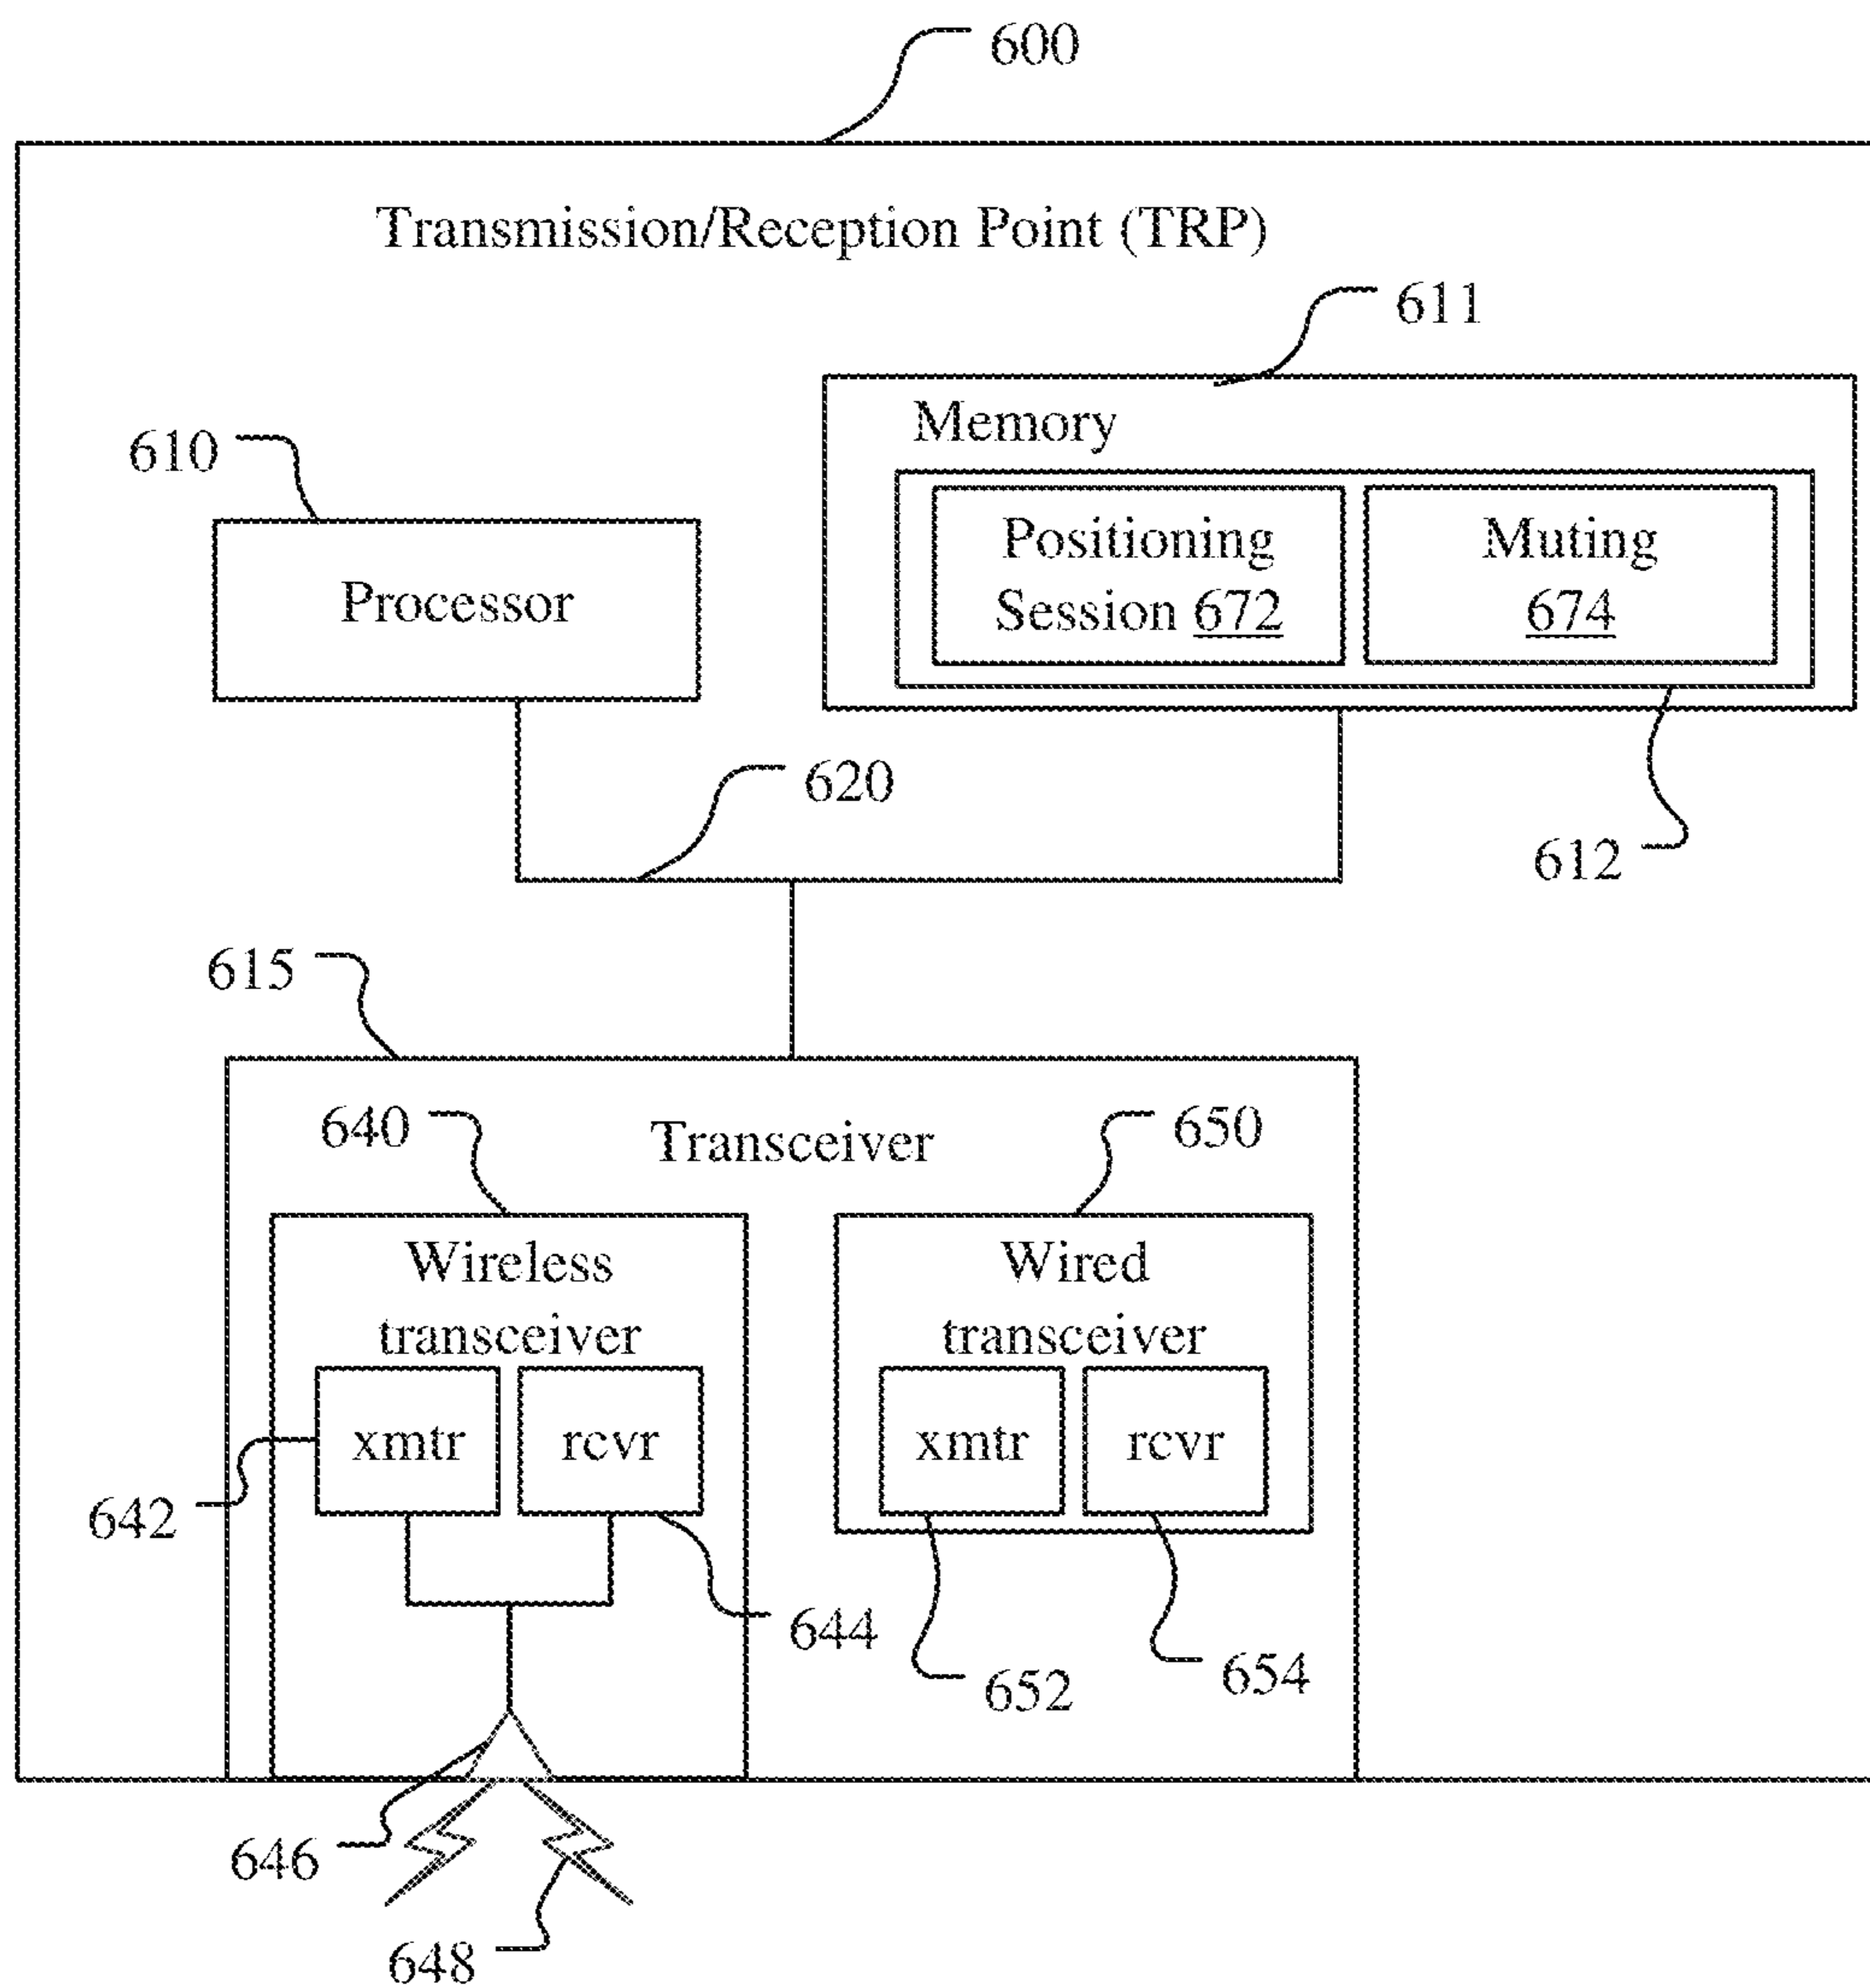 600
Transmission/Reception Point (TRP)
611
Memory
610
Positioning
Session 672
Muting
674
Processor
620
612
615
640
Transceiver
650
Wireless
transceiver
Wired
transceiver
xmtr
rcvr
xmtr
rcvr
642
644
652
654
646
648